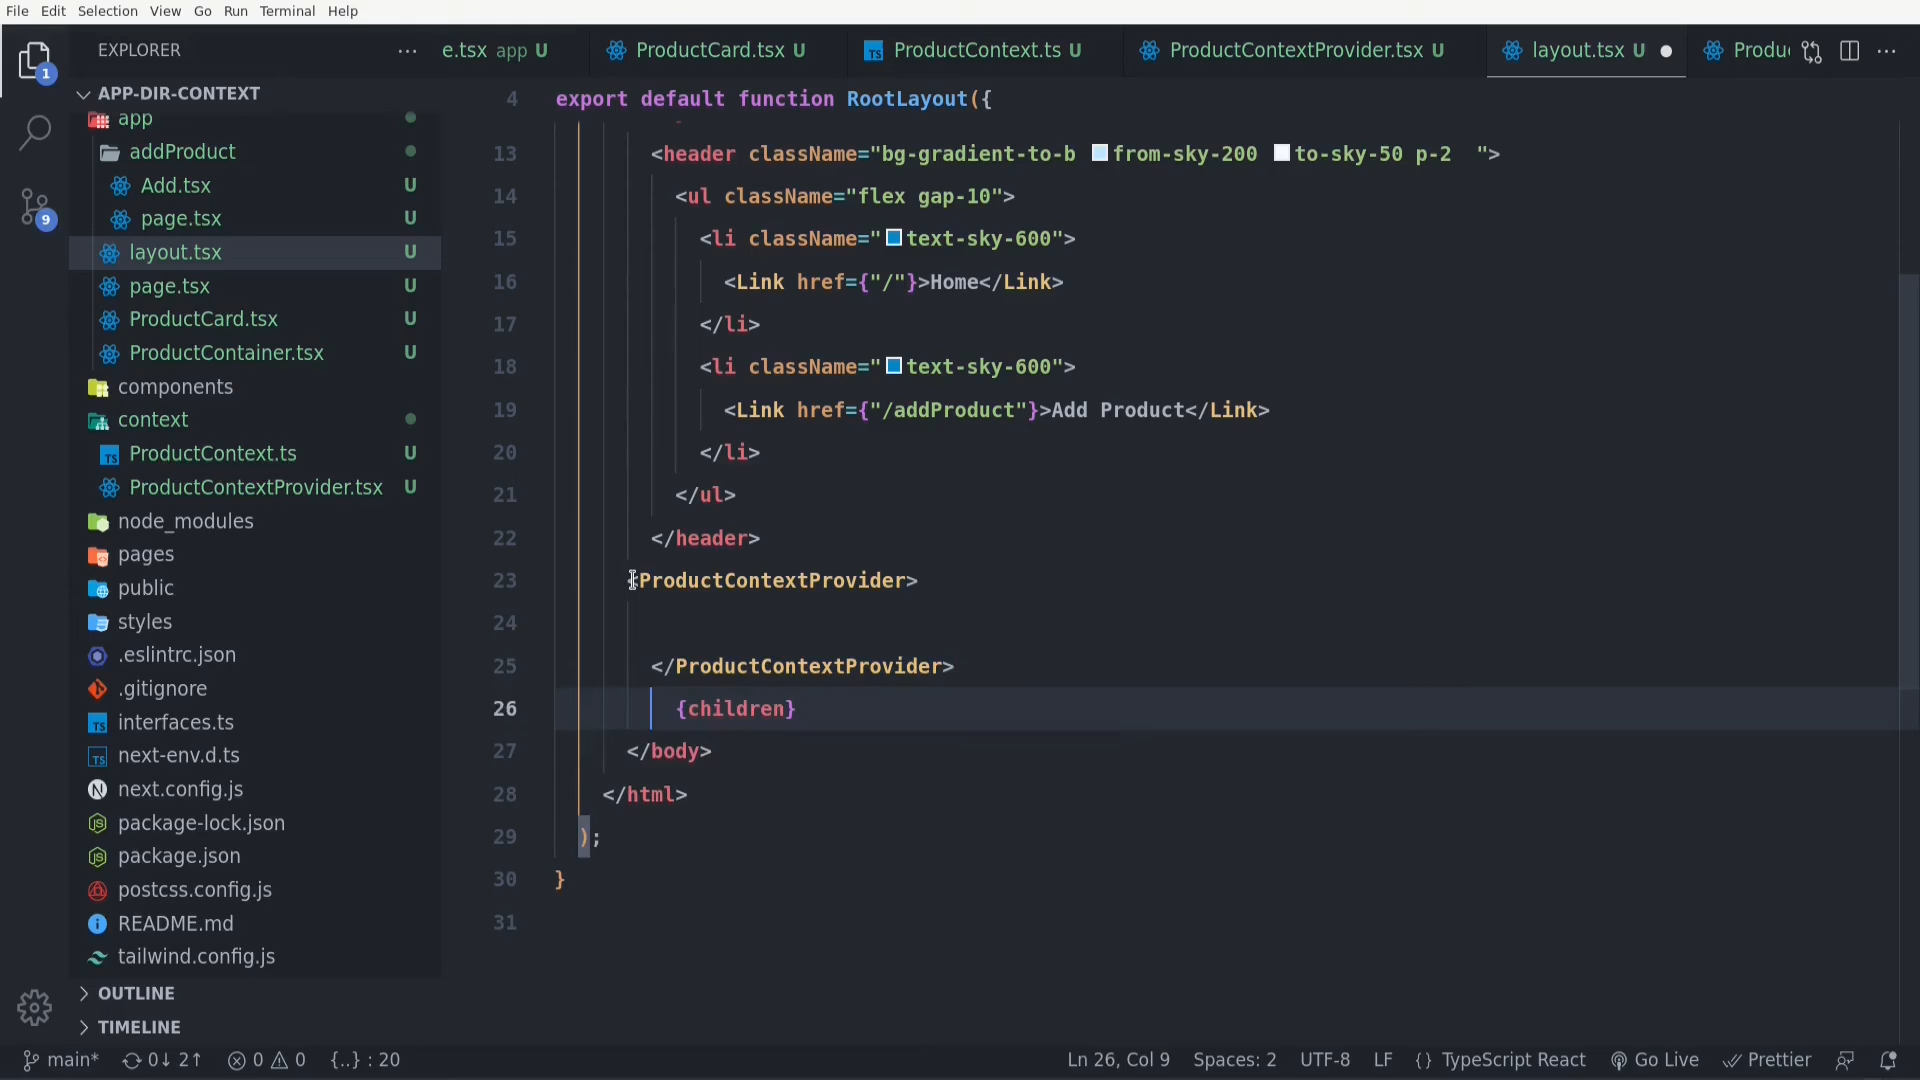 File Edit Selection View Go Run Terminal Help
EXPLORER ··· e.tsx app U ProductCard.tsx U ProductContext.ts U ProductContextProvider.tsx U layout.tsx U Produ ···
1
9
APP-DIR-CONTEXT
app
addProduct
Add.tsx U
page.tsx U
layout.tsx U
page.tsx U
ProductCard.tsx U
ProductContainer.tsx U
components
context
ProductContext.ts U
ProductContextProvider.tsx U
node_modules
pages
public
styles
.eslintrc.json
.gitignore
interfaces.ts
next-env.d.ts
next.config.js
package-lock.json
package.json
postcss.config.js
README.md
tailwind.config.js
OUTLINE
TIMELINE
4 export default function RootLayout({
13 <header className="bg-gradient-to-b from-sky-200 to-sky-50 p-2  ">
14 <ul className="flex gap-10">
15 <li className="text-sky-600">
16 <Link href={"/"}>Home</Link>
17 </li>
18 <li className="text-sky-600">
19 <Link href={"/addProduct"}>Add Product</Link>
20 </li>
21 </ul>
22 </header>
23 <ProductContextProvider>
24
25 </ProductContextProvider>
26 {children}
27 </body>
28 </html>
29 );
30 }
31
main* 0↓ 2↑ 0 0 {..} : 20 Ln 26, Col 9 Spaces: 2 UTF-8 LF {} TypeScript React Go Live Prettier